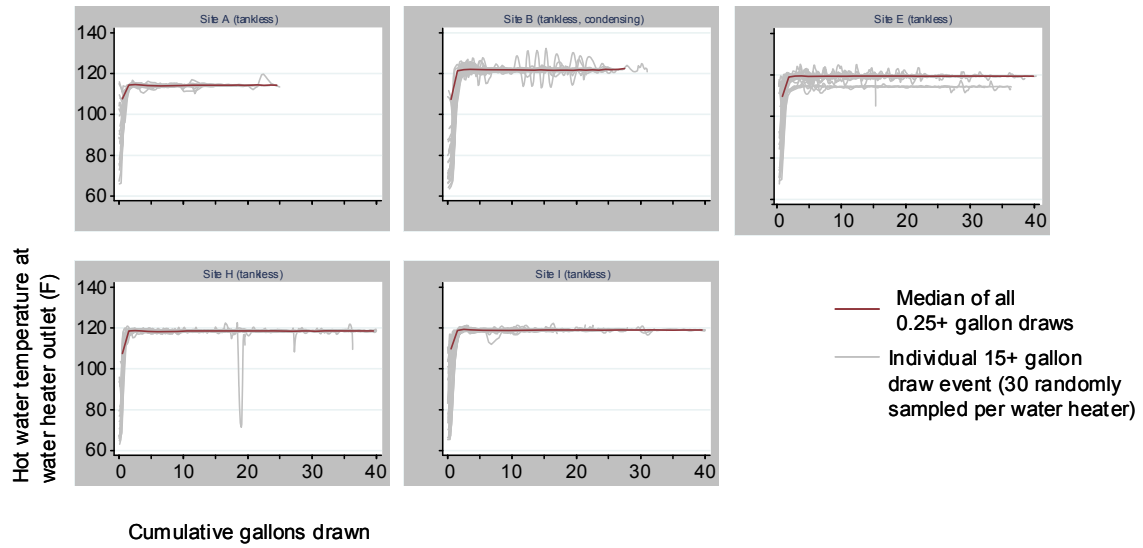 Site A (tankless)
Site B (tankless, condensing)
Site E (tankless)
140
120
100
80
60
0 10 20 30 40
Site H (tankless)
Site I (tankless)
140
120
100
80
60
0 10 20 30 40
0 10 20 30 40
Hot water temperature at
water heater outlet (F)
Cumulative gallons drawn
Median of all
0.25+ gallon draws
Individual 15+ gallon
draw event (30 randomly
sampled per water heater)